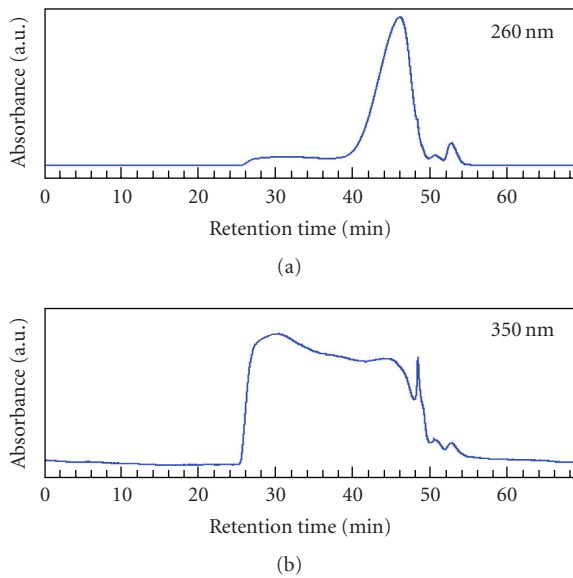 260 nm
Absorbance (a.u.)
0 10 20 30 40 50 60
Retention time (min)
(a)
350 nm
Absorbance (a.u.)
0 10 20 30 40 50 60
Retention time (min)
(b)